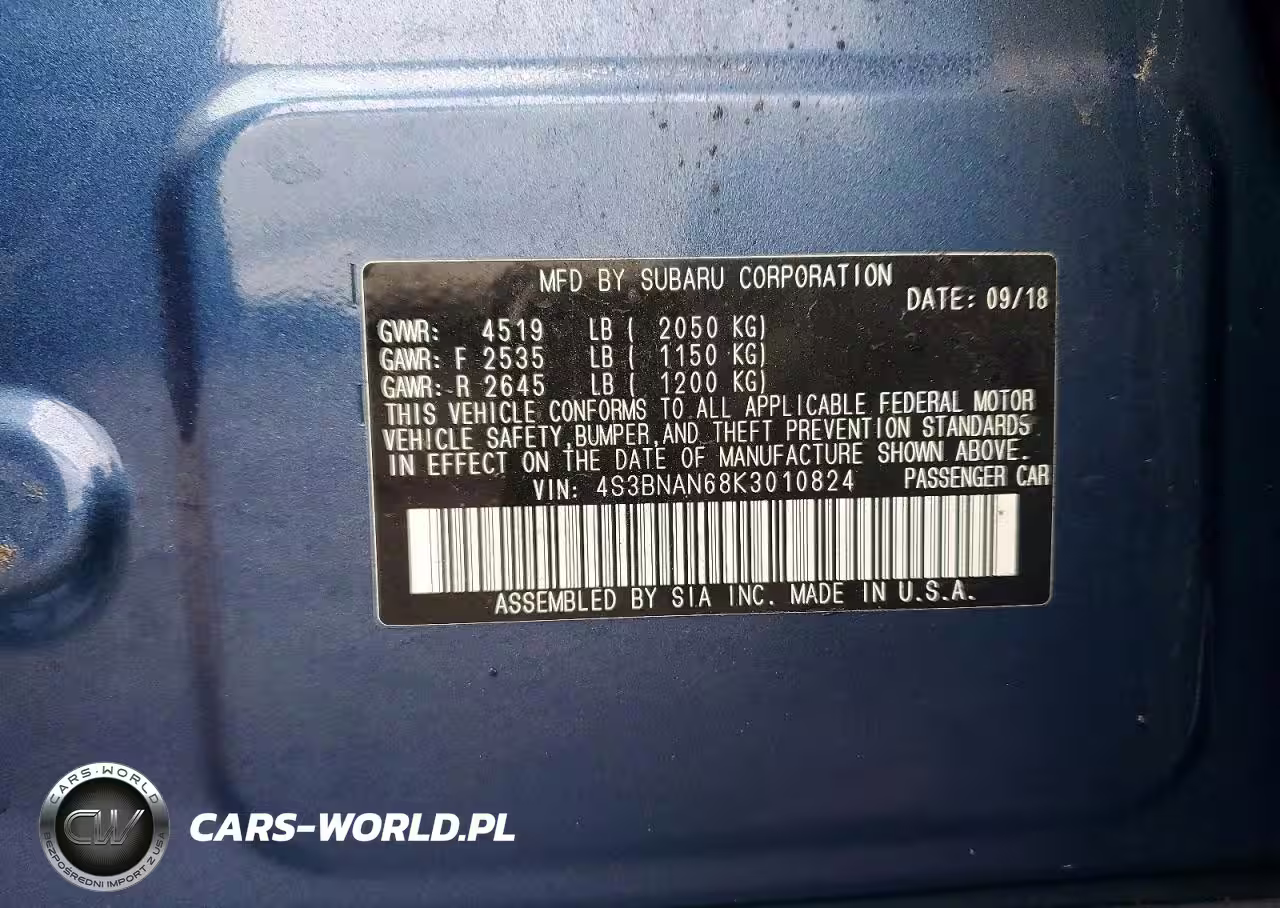 MFD BY SUBARU CORPORATION
DATE: 09/18
GVWR: 4519 LB ( 2050 KG)
GAWR: F 2535 LB ( 1150 KG)
GAWR: R 2645 LB ( 1200 KG)
THIS VEHICLE CONFORMS TO ALL APPLICABLE FEDERAL MOTOR
VEHICLE SAFETY, BUMPER, AND THEFT PREVENTION STANDARDS
IN EFFECT ON THE DATE OF MANUFACTURE SHOWN ABOVE.
VIN: 4S3BNAN68K3010824 PASSENGER CAR
ASSEMBLED BY SIA INC. MADE IN U.S.A.
CARS-WORLD
CW
BEZPOŚREDNI IMPORT Z USA
CARS-WORLD.PL